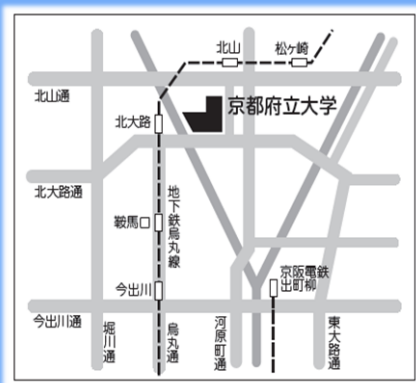 北山
松ヶ崎
北山通
京都府立大学
北大路
北大路通
地下鉄烏丸線
鞍馬口
京阪電鉄
出町柳
今出川
今出川通
堀川通
烏丸通
河原町通
東大路通